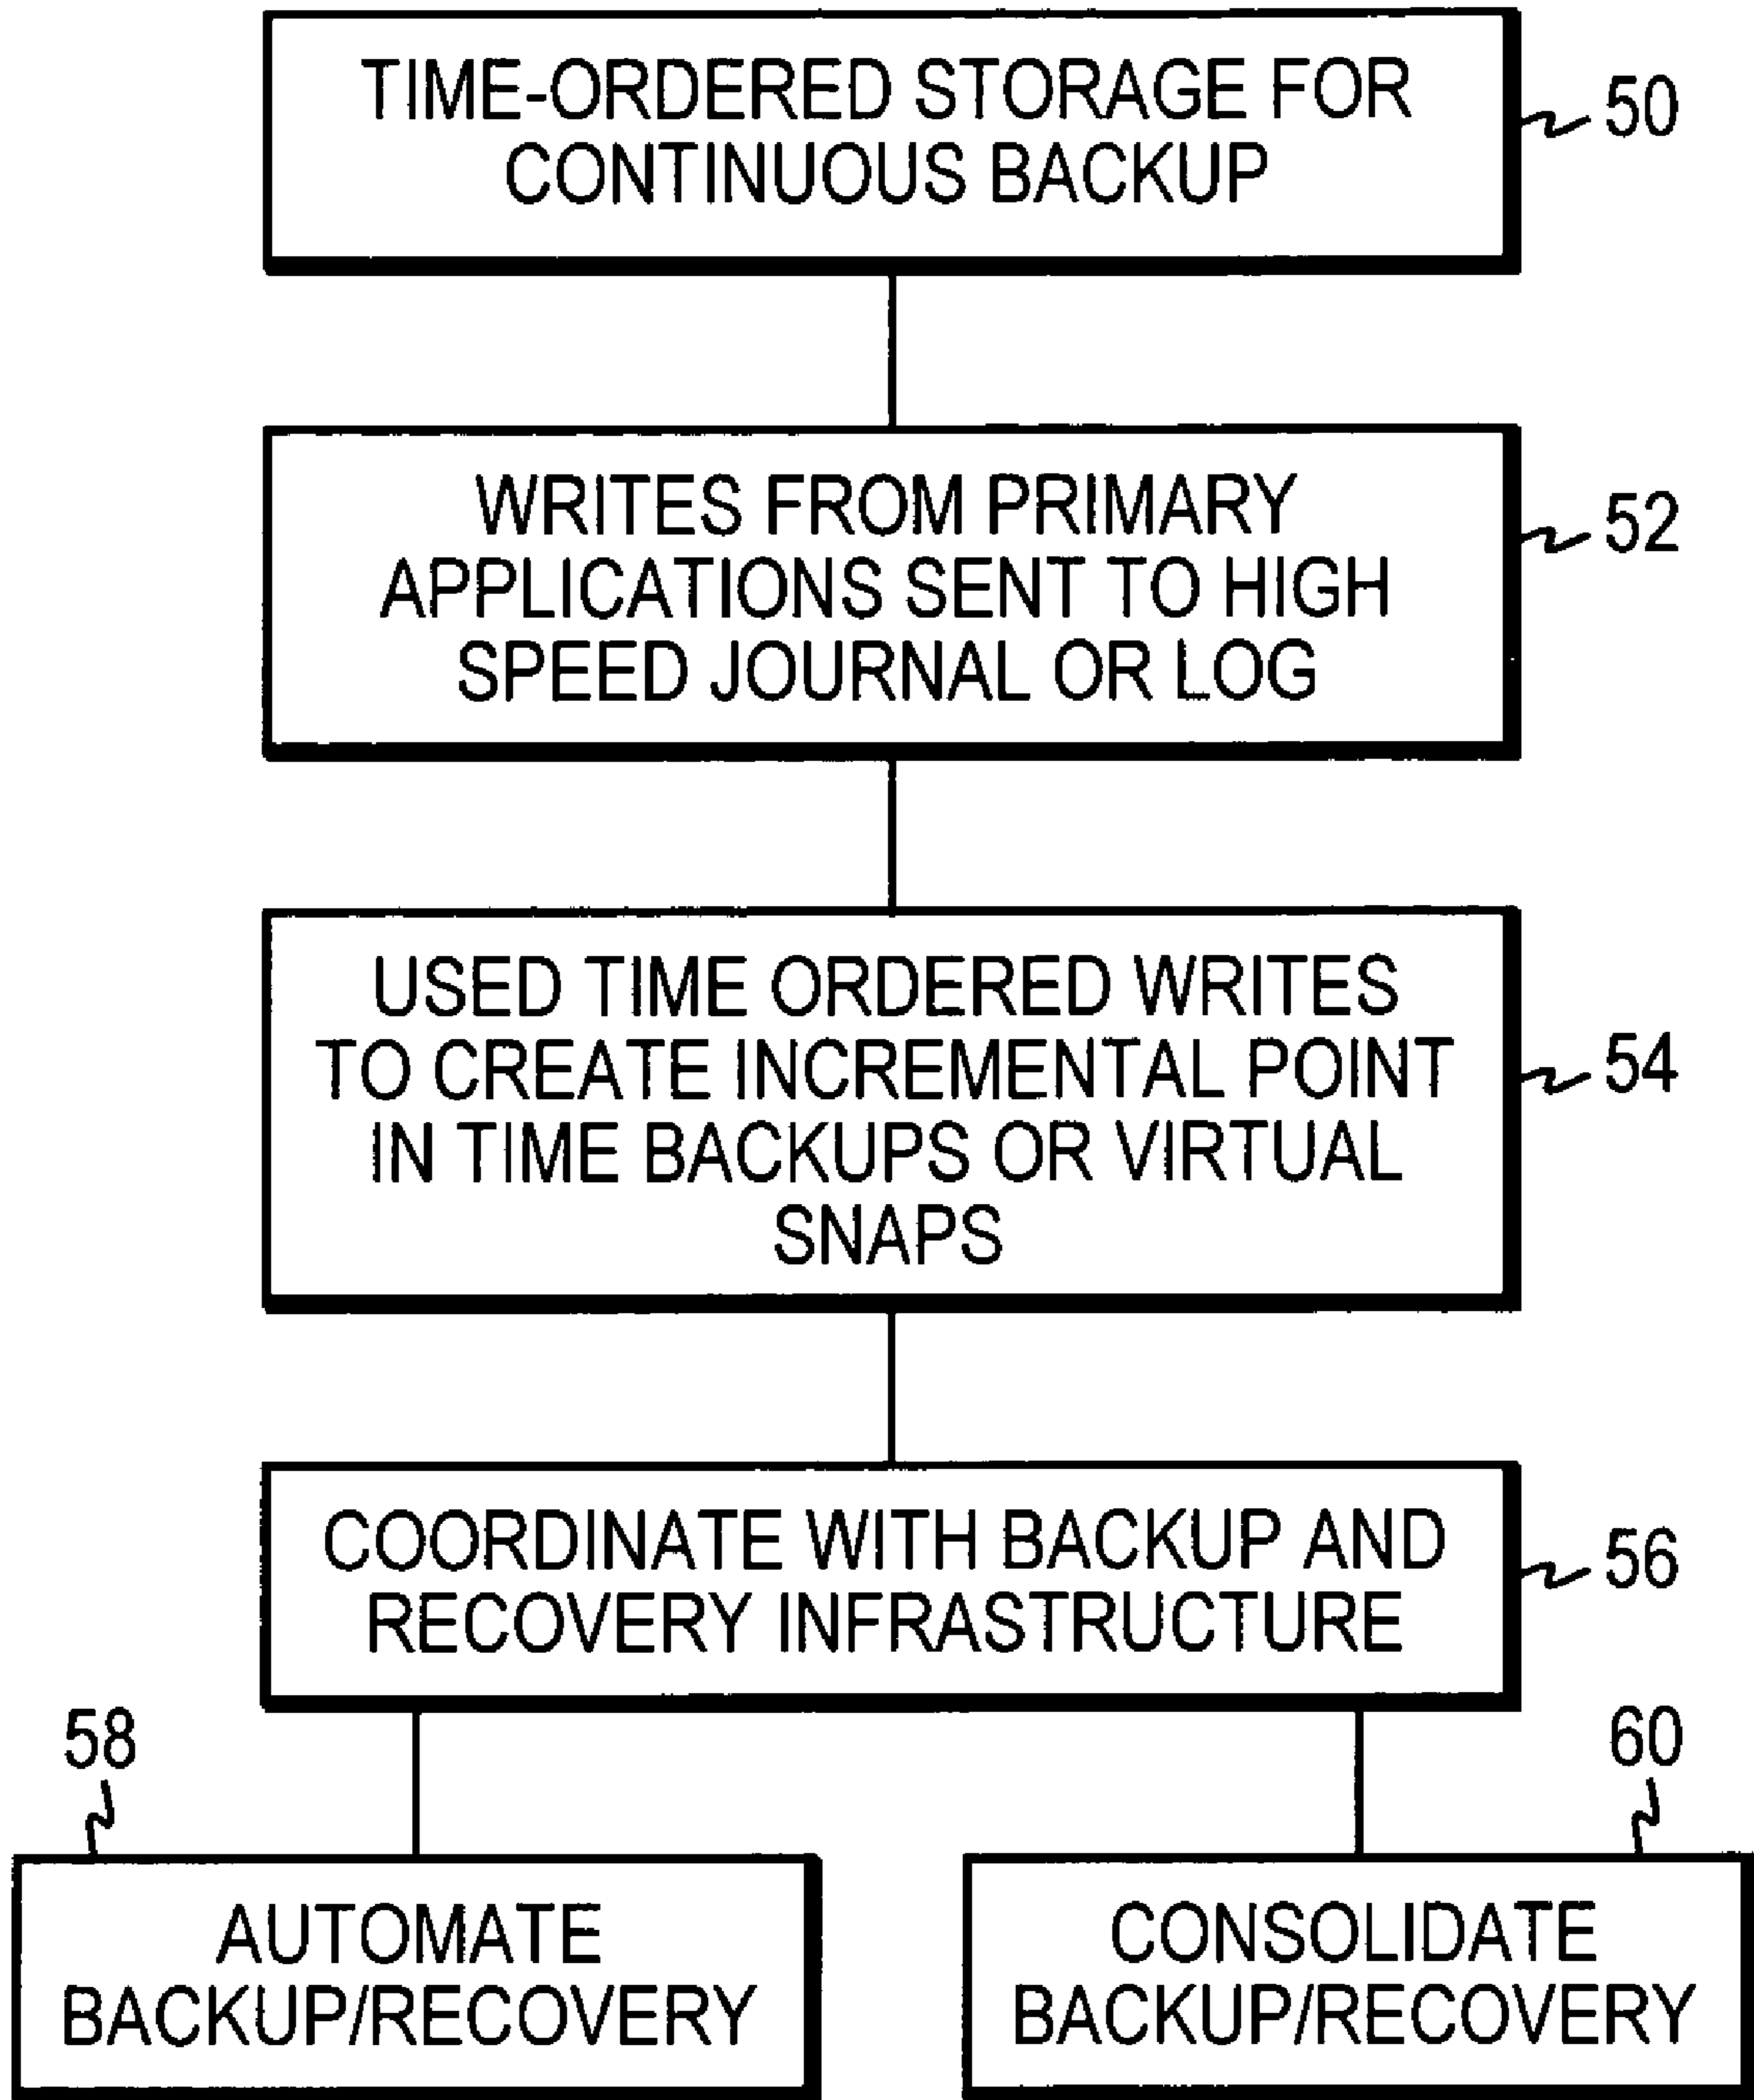 TIME-ORDERED STORAGE FOR
CONTINUOUS BACKUP
50
WRITES FROM PRIMARY
APPLICATIONS SENT TO HIGH
SPEED JOURNAL OR LOG
52
USED TIME ORDERED WRITES
TO CREATE INCREMENTAL POINT
IN TIME BACKUPS OR VIRTUAL
SNAPS
54
COORDINATE WITH BACKUP AND
RECOVERY INFRASTRUCTURE
56
58
AUTOMATE
BACKUP/RECOVERY
60
CONSOLIDATE
BACKUP/RECOVERY